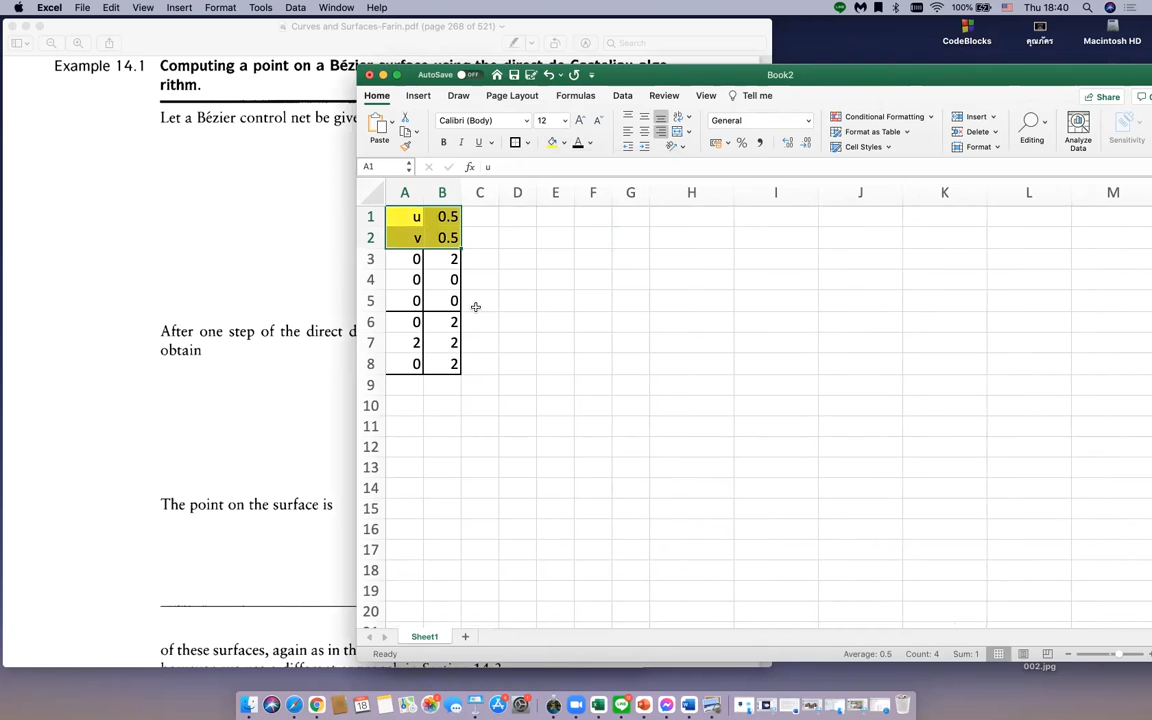 Excel File Edit View Insert Format Tools Data Window Help 100% Thu 18:40
Curves and Surfaces-Farin.pdf (page 268 of 521)
Search
CodeBlocks คุณภัทร Macintosh HD
002.jpg
Example 14.1 Computing a point on a Bézier surface using the direct de Casteljau algo-
rithm.
Let a Bézier control net be give
After one step of the direct d
obtain
The point on the surface is
of these surfaces, again as in th
AutoSave OFF Book2
Home Insert Draw Page Layout Formulas Data Review View Tell me Share
Paste Calibri (Body) 12 General Conditional Formatting Insert
Format as Table Delete
B I U A Cell Styles Format Editing Analyze Data Sensitivity
A1 fx u
A B C D E F G H I J K L M
1 u 0.5
2 v 0.5
3 0 2
4 0 0
5 0 0
6 0 2
7 2 2
8 0 2
9
10
11
12
13
14
15
16
17
18
19
20
Sheet1 +
Ready Average: 0.5 Count: 4 Sum: 1